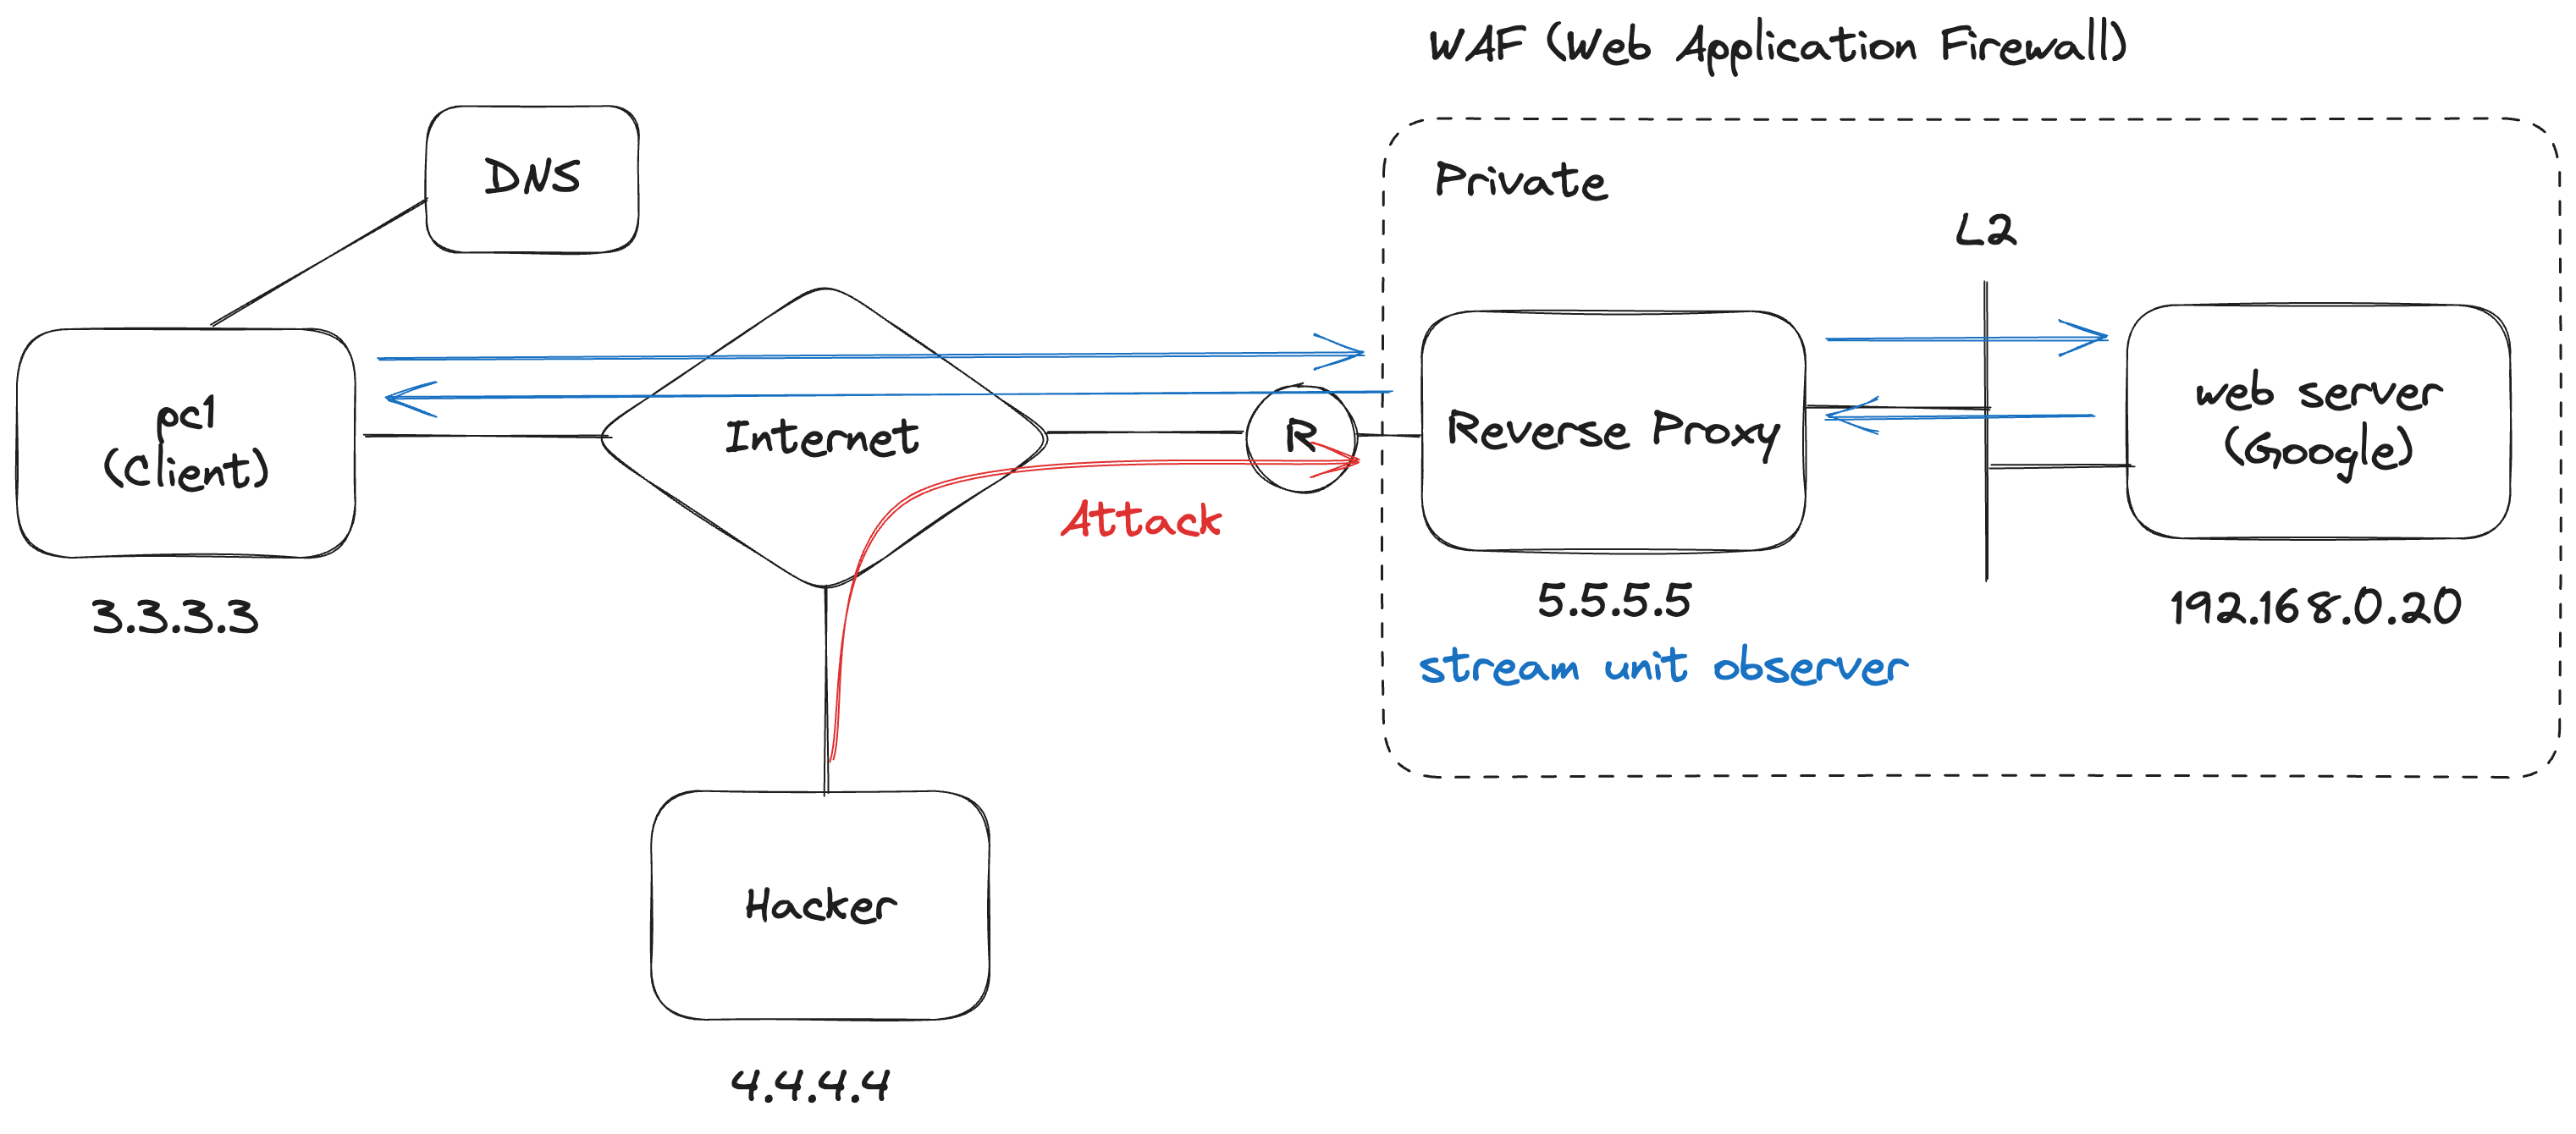 WAF (Web Application Firewall)
DNS
Private
L2
pc1
(Client)
Internet
R
Reverse Proxy
web server
(Google)
Attack
3.3.3.3
5.5.5.5
192.168.0.20
stream unit observer
Hacker
4.4.4.4